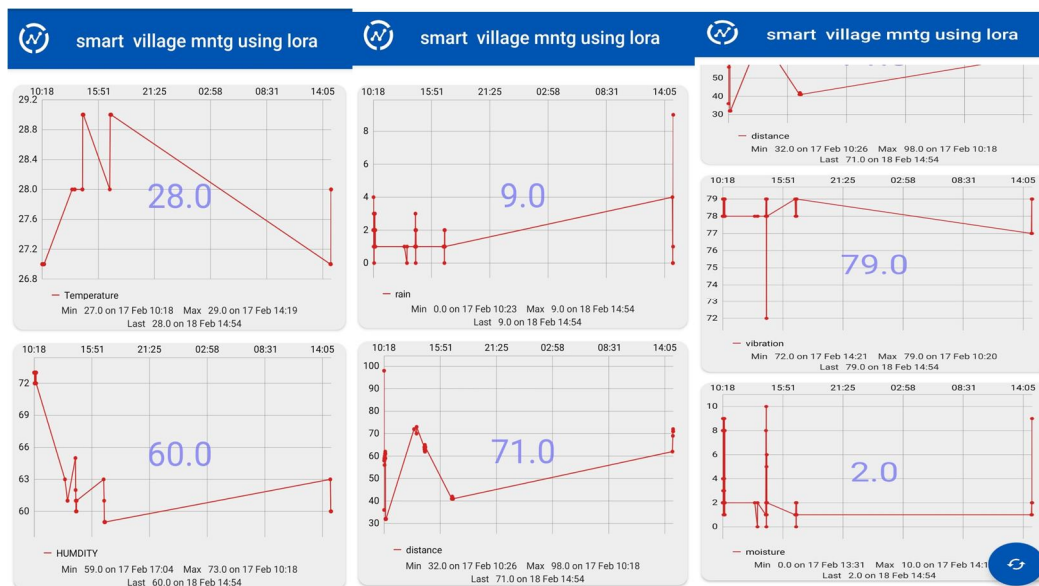 smart village mntg using lora
10:18 15:51 21:25 02:58 08:31 14:05
29.2
28.8
28.4
28.0
27.6
27.2
26.8
28.0
Temperature
Min 27.0 on 17 Feb 10:18 Max 29.0 on 17 Feb 14:19
Last 28.0 on 18 Feb 14:54
10:18 15:51 21:25 02:58 08:31 14:05
72
69
66
63
60
60.0
HUMDITY
Min 59.0 on 17 Feb 17:04 Max 73.0 on 17 Feb 10:18
Last 60.0 on 18 Feb 14:54
smart village mntg using lora
10:18 15:51 21:25 02:58 08:31 14:05
8
6
4
2
0
9.0
rain
Min 0.0 on 17 Feb 10:23 Max 9.0 on 18 Feb 14:54
Last 9.0 on 18 Feb 14:54
10:18 15:51 21:25 02:58 08:31 14:05
100
90
80
70
60
50
40
30
71.0
distance
Min 32.0 on 17 Feb 10:26 Max 98.0 on 17 Feb 10:18
Last 71.0 on 18 Feb 14:54
smart village mntg using lora
50
40
30
distance
Min 32.0 on 17 Feb 10:26 Max 98.0 on 17 Feb 10:18
Last 71.0 on 18 Feb 14:54
10:18 15:51 21:25 02:58 08:31 14:05
79
78
77
76
75
74
73
72
79.0
vibration
Min 72.0 on 17 Feb 14:21 Max 79.0 on 17 Feb 10:20
Last 79.0 on 18 Feb 14:54
10:18 15:51 21:25 02:58 08:31 14:05
10
8
6
4
2
0
2.0
moisture
Min 0.0 on 17 Feb 13:31 Max 10.0 on 17 Feb
Last 2.0 on 18 Feb 14:54